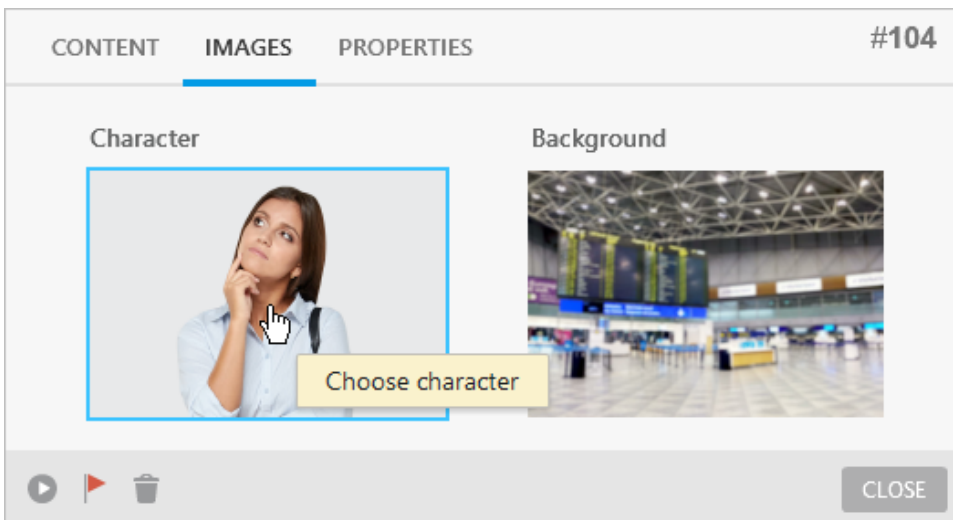 CONTENT IMAGES PROPERTIES #104
Character Background
Choose character
CLOSE